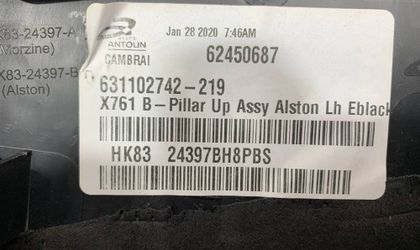 K83-24397-A
(Morzine)
K83-24397-B
(Alston)
ANTOLIN
CAMBRAI
Jan 28 2020 7:46AM
62450687
631102742-219
X761 B-Pillar Up Assy Alston Lh Eblack
HK83 24397BH8PBS